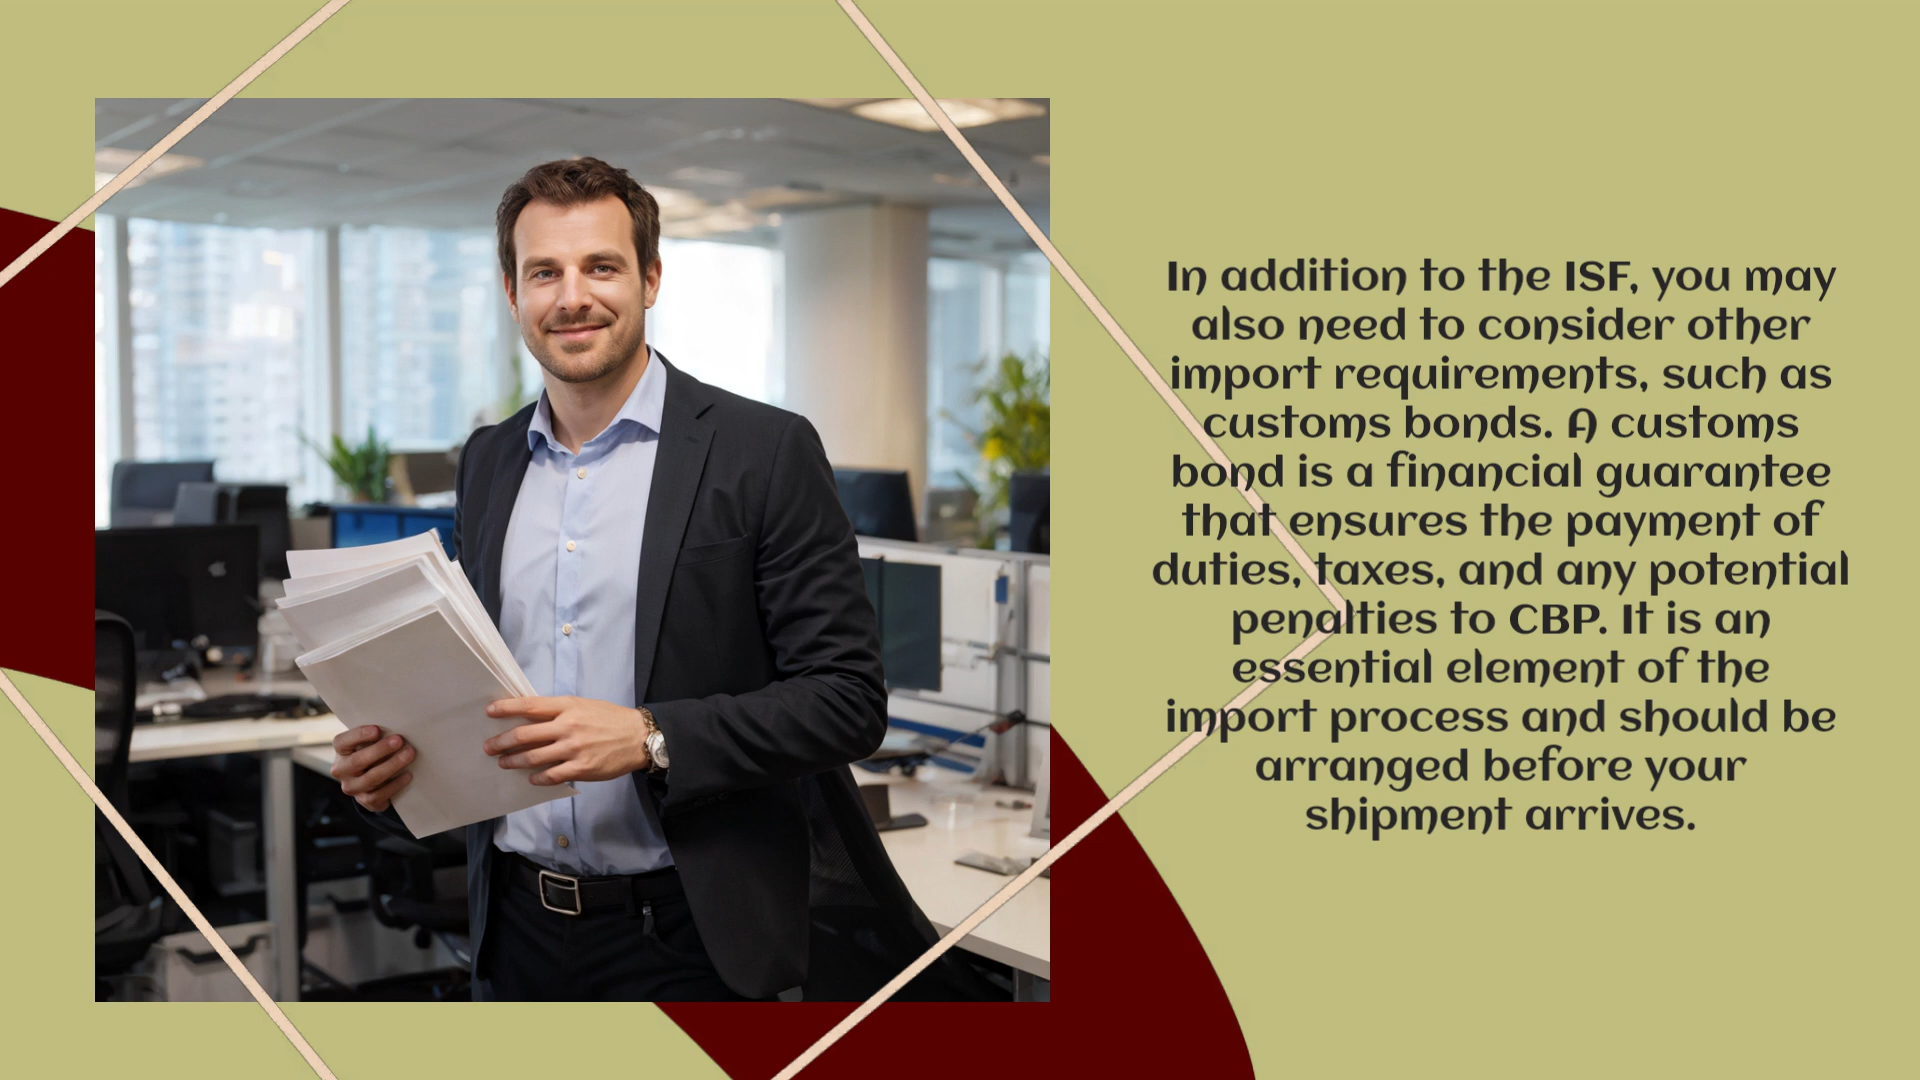 In addition to the ISF, you may
also need to consider other
import requirements, such as
customs bonds. A customs
bond is a financial guarantee
that ensures the payment of
duties, taxes, and any potential
penalties to CBP. It is an
essential element of the
import process and should be
arranged before your
shipment arrives.